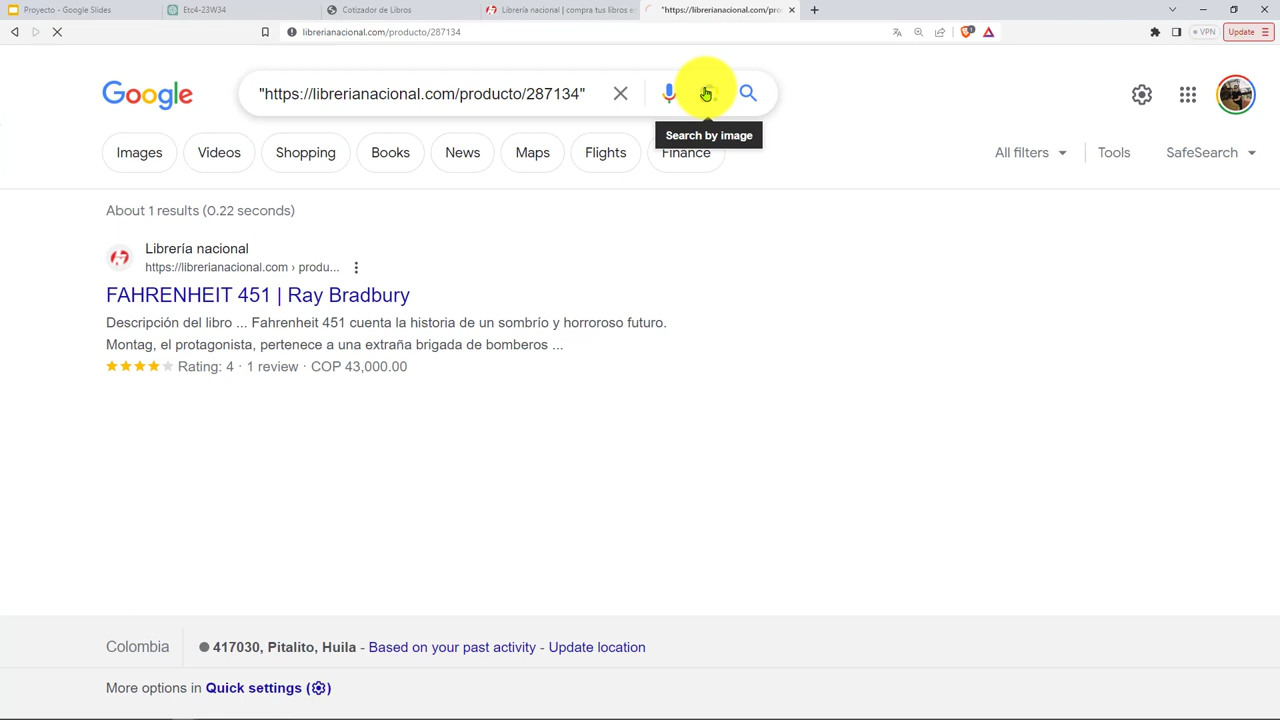 Proyecto - Google Slides
Etc4-23W34
Cotizador de Libros
Librería nacional | compra tus libros e
"https://librerianacional.com/pro
librerianacional.com/producto/287134
VPN
Update
Google
"https://librerianacional.com/producto/287134"
Search by image
Images
Videos
Shopping
Books
News
Maps
Flights
Finance
All filters
Tools
SafeSearch
About 1 results (0.22 seconds)
Librería nacional
https://librerianacional.com › produ...
FAHRENHEIT 451 | Ray Bradbury
Descripción del libro ... Fahrenheit 451 cuenta la historia de un sombrío y horroroso futuro.
Montag, el protagonista, pertenece a una extraña brigada de bomberos ...
Rating: 4 · 1 review · COP 43,000.00
Colombia
417030, Pitalito, Huila - Based on your past activity - Update location
More options in Quick settings